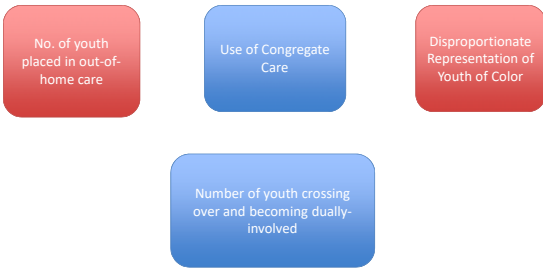 No. of youth
placed in out-of-
home care
Use of Congregate
Care
Disproportionate
Representation of
Youth of Color
Number of youth crossing
over and becoming dually-
involved